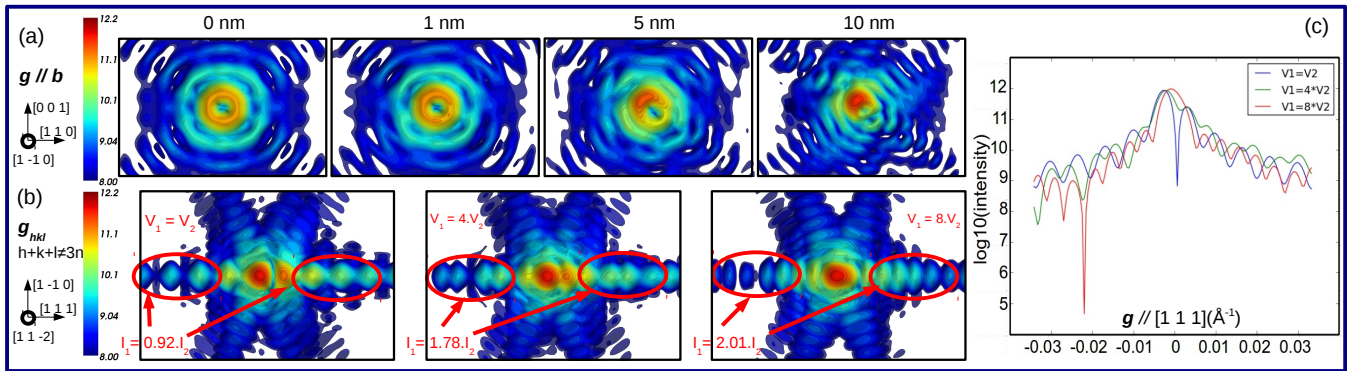 0 nm
1 nm
5 nm
10 nm
(a)
g // b
[0 0 1]
[1 1 0]
[1 -1 0]
12.2
11.1
10.1
9.04
8.00
(b)
g_hkl
h+k+l≠3n
[1 -1 0]
[1 1 1]
[1 1 -2]
12.2
11.1
10.1
9.04
8.00
V1 = V2
I1 = 0.92.I2
V1 = 4.V2
I1 = 1.78.I2
V1 = 8.V2
I1 = 2.01.I2
(c)
V1=V2
V1=4*V2
V1=8*V2
log10(intensity)
12
11
10
9
8
7
6
5
g // [1 1 1](Å-1)
-0.03
-0.02
-0.01
0.00
0.01
0.02
0.03